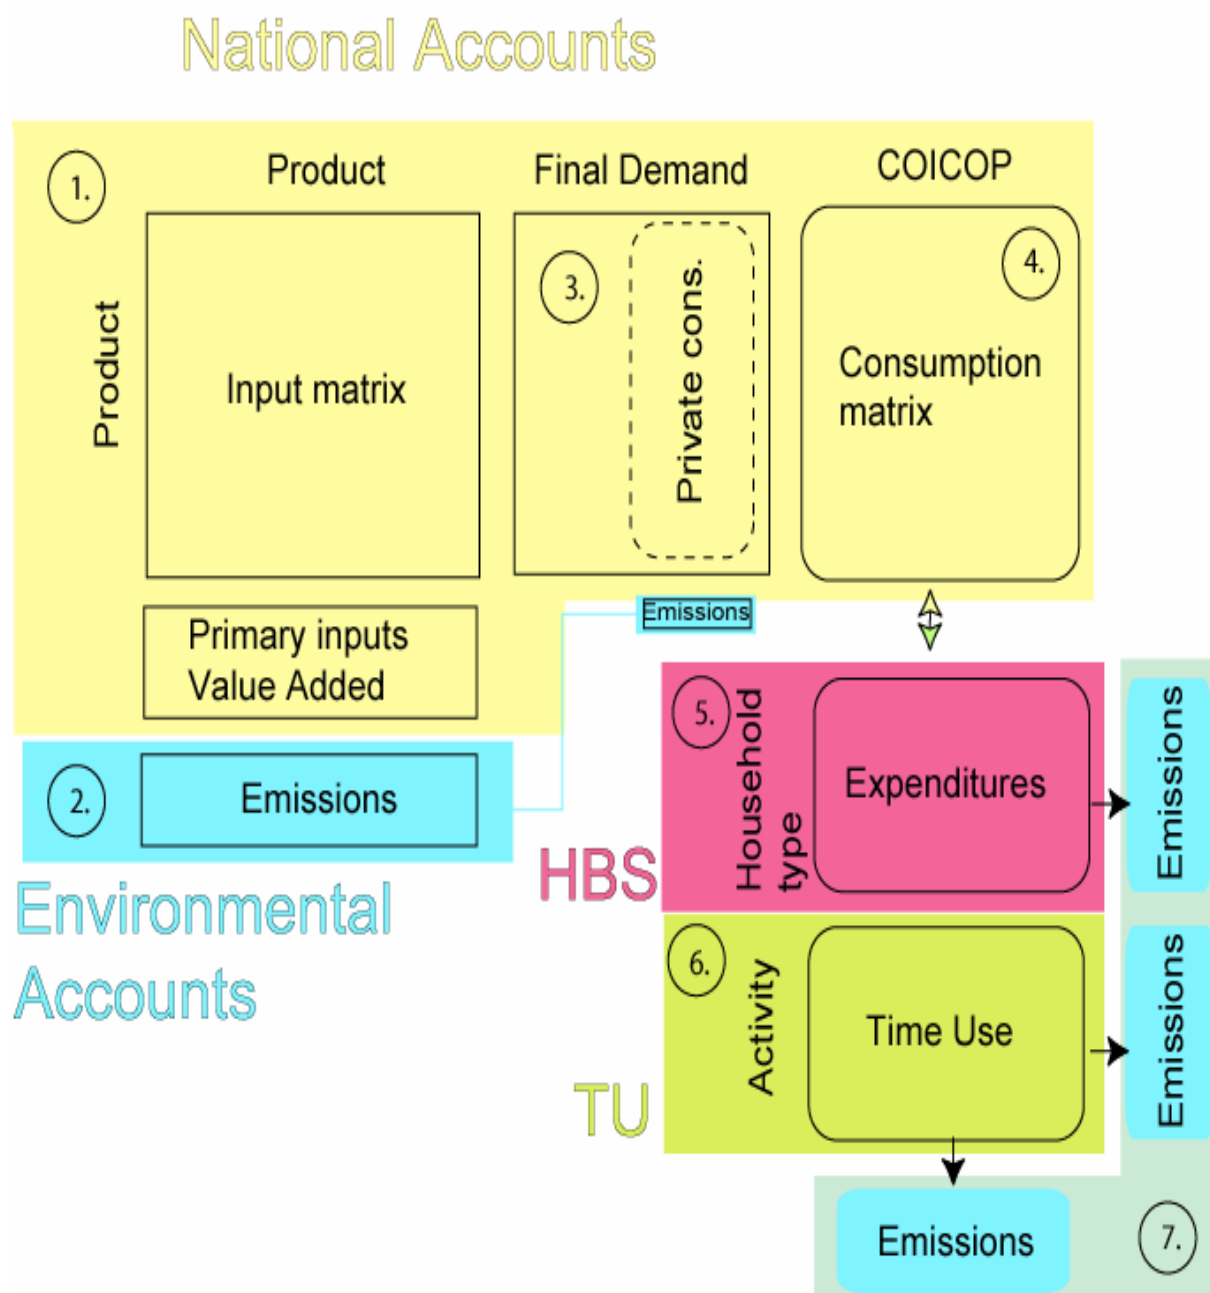 National Accounts
Product
Final Demand
COICOP
1.
3.
4.
Product
Input matrix
Private cons.
Consumption
matrix
Emissions
Primary inputs
Value Added
5.
Household
type
Expenditures
Emissions
2.
Emissions
HBS
Environmental
Accounts
6.
Activity
Time Use
Emissions
TU
Emissions
7.